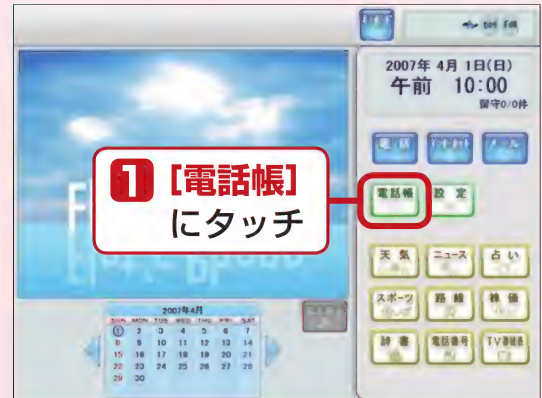 2007年 4月 1日(日)
午前 10:00
留守0/0件
電話 メール
1 [電話帳]
にタッチ
電話帳 設定
天気 ニュース 占い
スポーツ 路線 株価
辞書 電話番号 TV番組表
2007年4月
SUN MON TUE WED THU FRI SAT
1 2 3 4 5 6 7
8 9 10 11 12 13 14
15 16 17 18 19 20 21
22 23 24 25 26 27 28
29 30